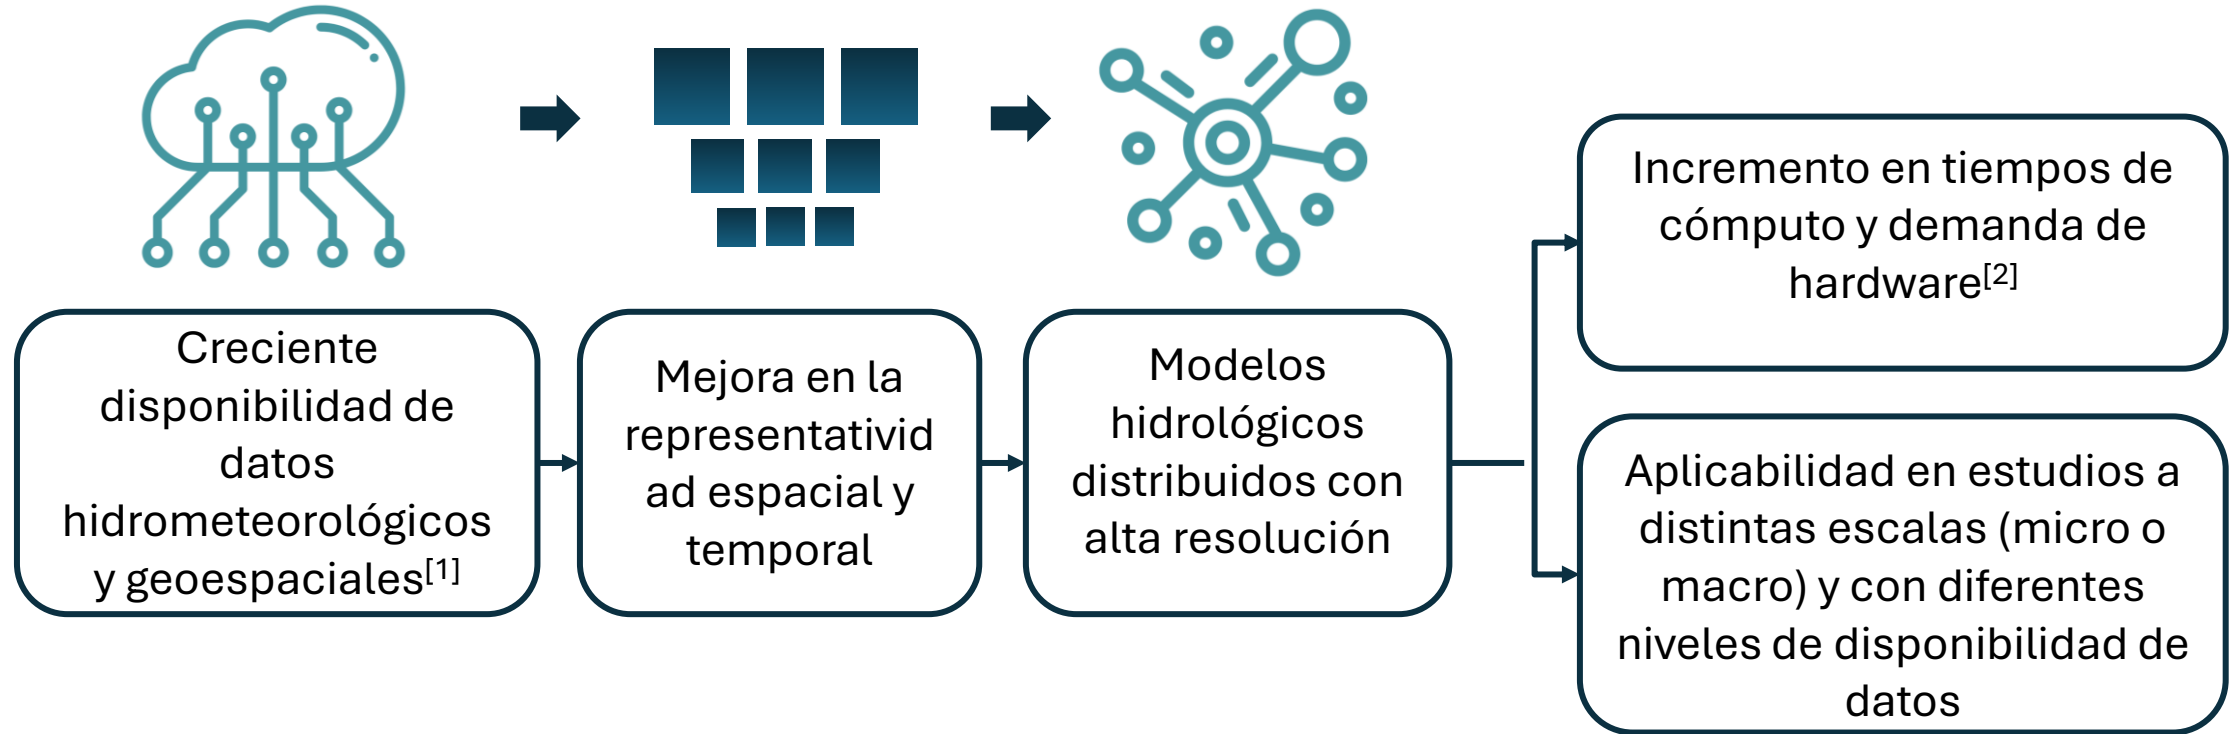 Creciente
disponibilidad de
datos
hidrometeorológicos
y geoespaciales[1]
Mejora en la
representativid
ad espacial y
temporal
Modelos
hidrológicos
distribuidos con
alta resolución
Incremento en tiempos de
cómputo y demanda de
hardware[2]
Aplicabilidad en estudios a
distintas escalas (micro o
macro) y con diferentes
niveles de disponibilidad de
datos